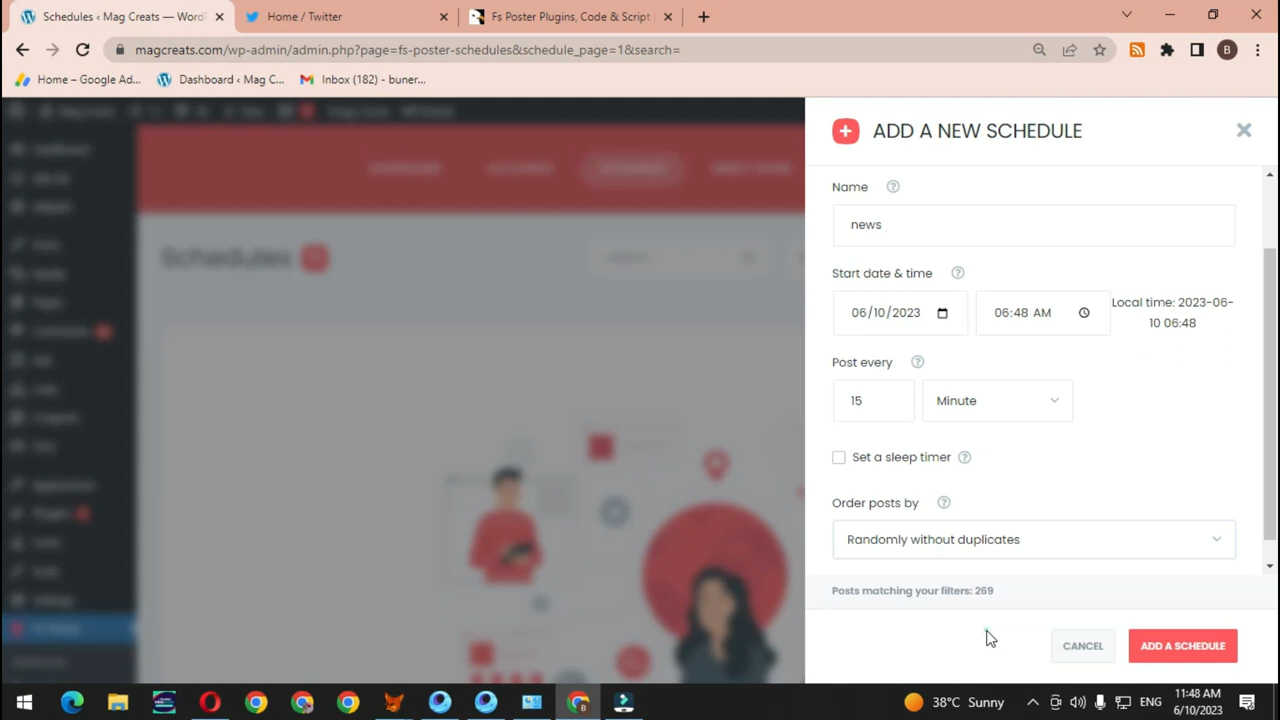 Schedules ‹ Mag Creats — WordP
Home / Twitter
Fs Poster Plugins, Code & Script
magcreats.com/wp-admin/admin.php?page=fs-poster-schedules&schedule_page=1&search=
B
Home – Google Ad...
Dashboard ‹ Mag C...
Inbox (182) - buner...
ADD A NEW SCHEDULE
Name
news
Start date & time
06/10/2023
06:48 AM
Local time: 2023-06-
10 06:48
Post every
15
Minute
Set a sleep timer
Order posts by
Randomly without duplicates
Posts matching your filters: 269
CANCEL
ADD A SCHEDULE
Schedules
38°C Sunny
ENG
11:48 AM
6/10/2023